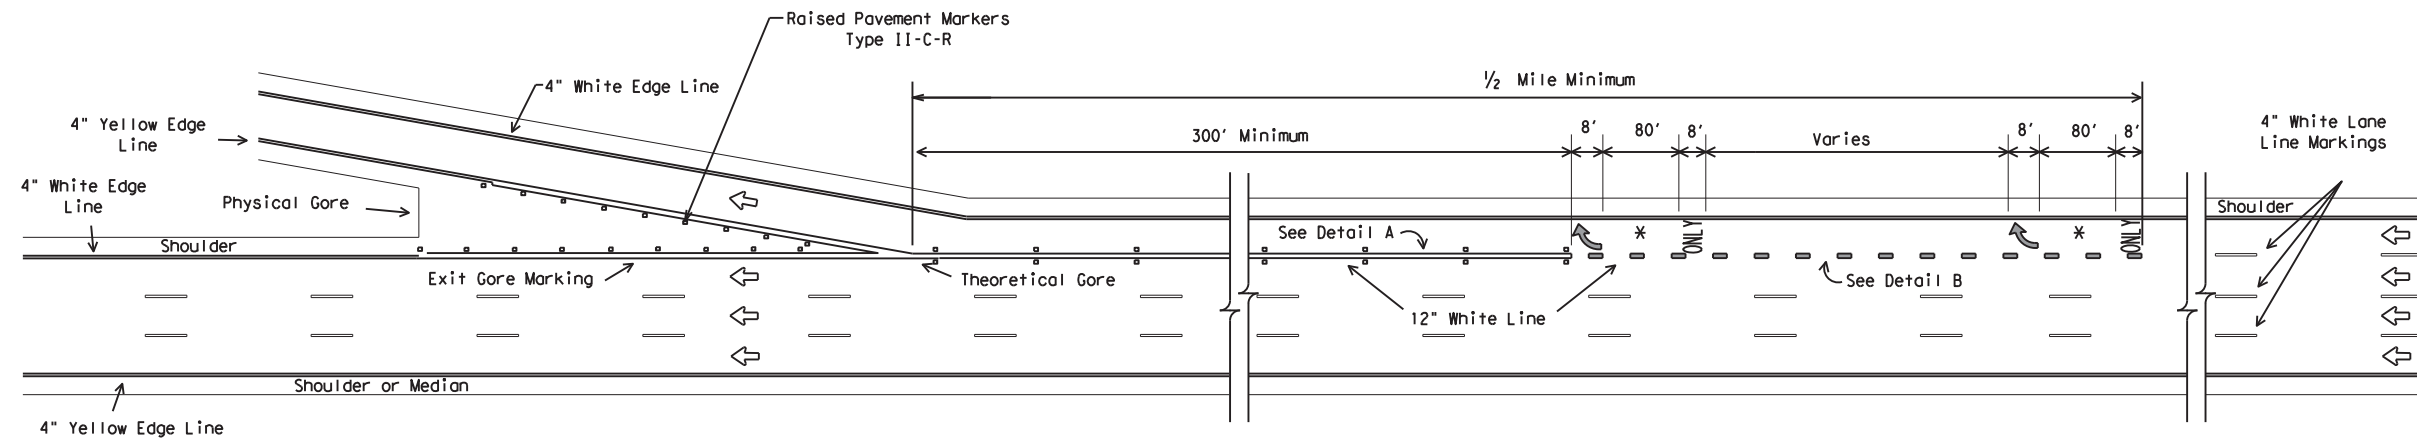 Raised Pavement Markers
Type II-C-R
4" White Edge Line
½ Mile Minimum
4" Yellow Edge
Line
300' Minimum
8'
80'
8'
Varies
8'
80'
8'
4" White Lane
Line Markings
4" White Edge
Line
Physical Gore
Shoulder
See Detail A
*
ONLY
*
ONLY
Shoulder
Exit Gore Marking
Theoretical Gore
See Detail B
12" White Line
Shoulder or Median
4" Yellow Edge Line